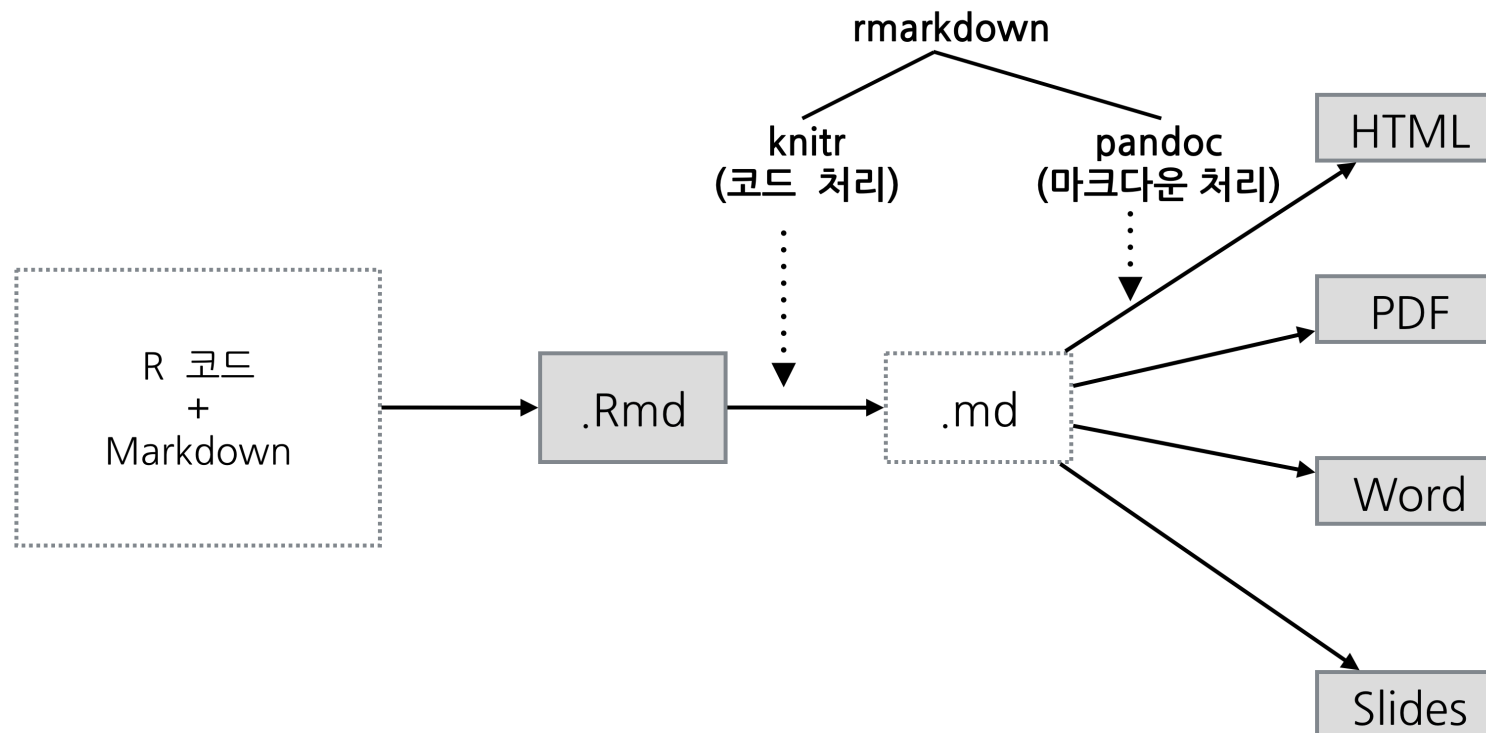 rmarkdown
knitr
(코드 처리)
pandoc
(마크다운 처리)
R 코드
+
Markdown
.Rmd
.md
HTML
PDF
Word
Slides